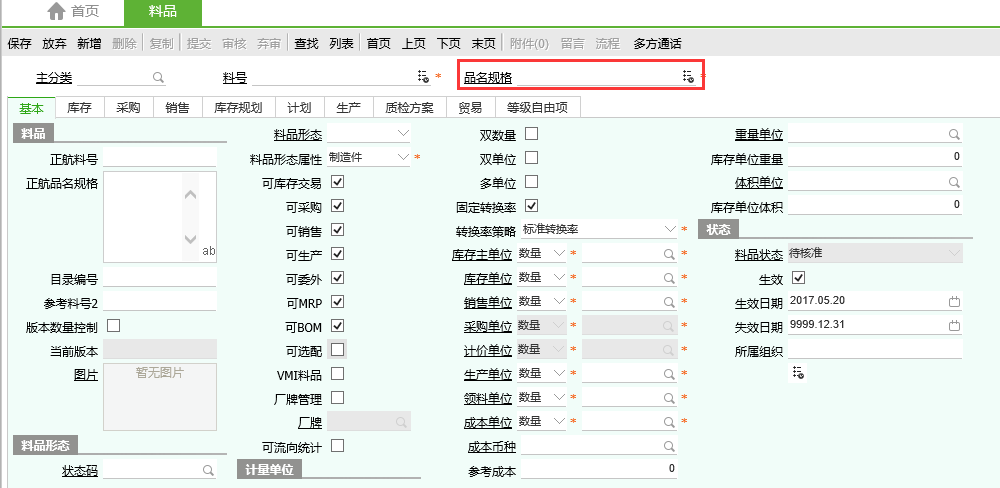 首页 料品
保存 放弃 新增 删除 复制 提交 审核 弃审 查找 列表 首页 上页 下页 末页 附件(0) 留言 流程 多方通话
主分类 料号 * 品名规格 *
基本 库存 采购 销售 库存规划 计划 生产 质检方案 贸易 等级自由项
料品
正航料号
正航品名规格
ab
目录编号
参考料号2
版本数量控制
当前版本
图片 暂无图片
料品形态
状态码
料品形态
料品形态属性 制造件 *
可库存交易
可采购
可销售
可生产
可委外
可MRP
可BOM
可选配
VMI料品
厂牌管理
厂牌
可流向统计
计量单位
双数量
双单位
多单位
固定转换率
转换率策略 标准转换率 *
库存主单位 数量 * *
库存单位 数量 * *
销售单位 数量 * *
采购单位 数量 * *
计价单位 数量 * *
生产单位 数量 * *
领料单位 数量 * *
成本单位 数量 * *
成本币种
参考成本 0
重量单位
库存单位重量 0
体积单位
库存单位体积 0
状态
料品状态 待核准
生效
生效日期 2017.05.20
失效日期 9999.12.31
所属组织